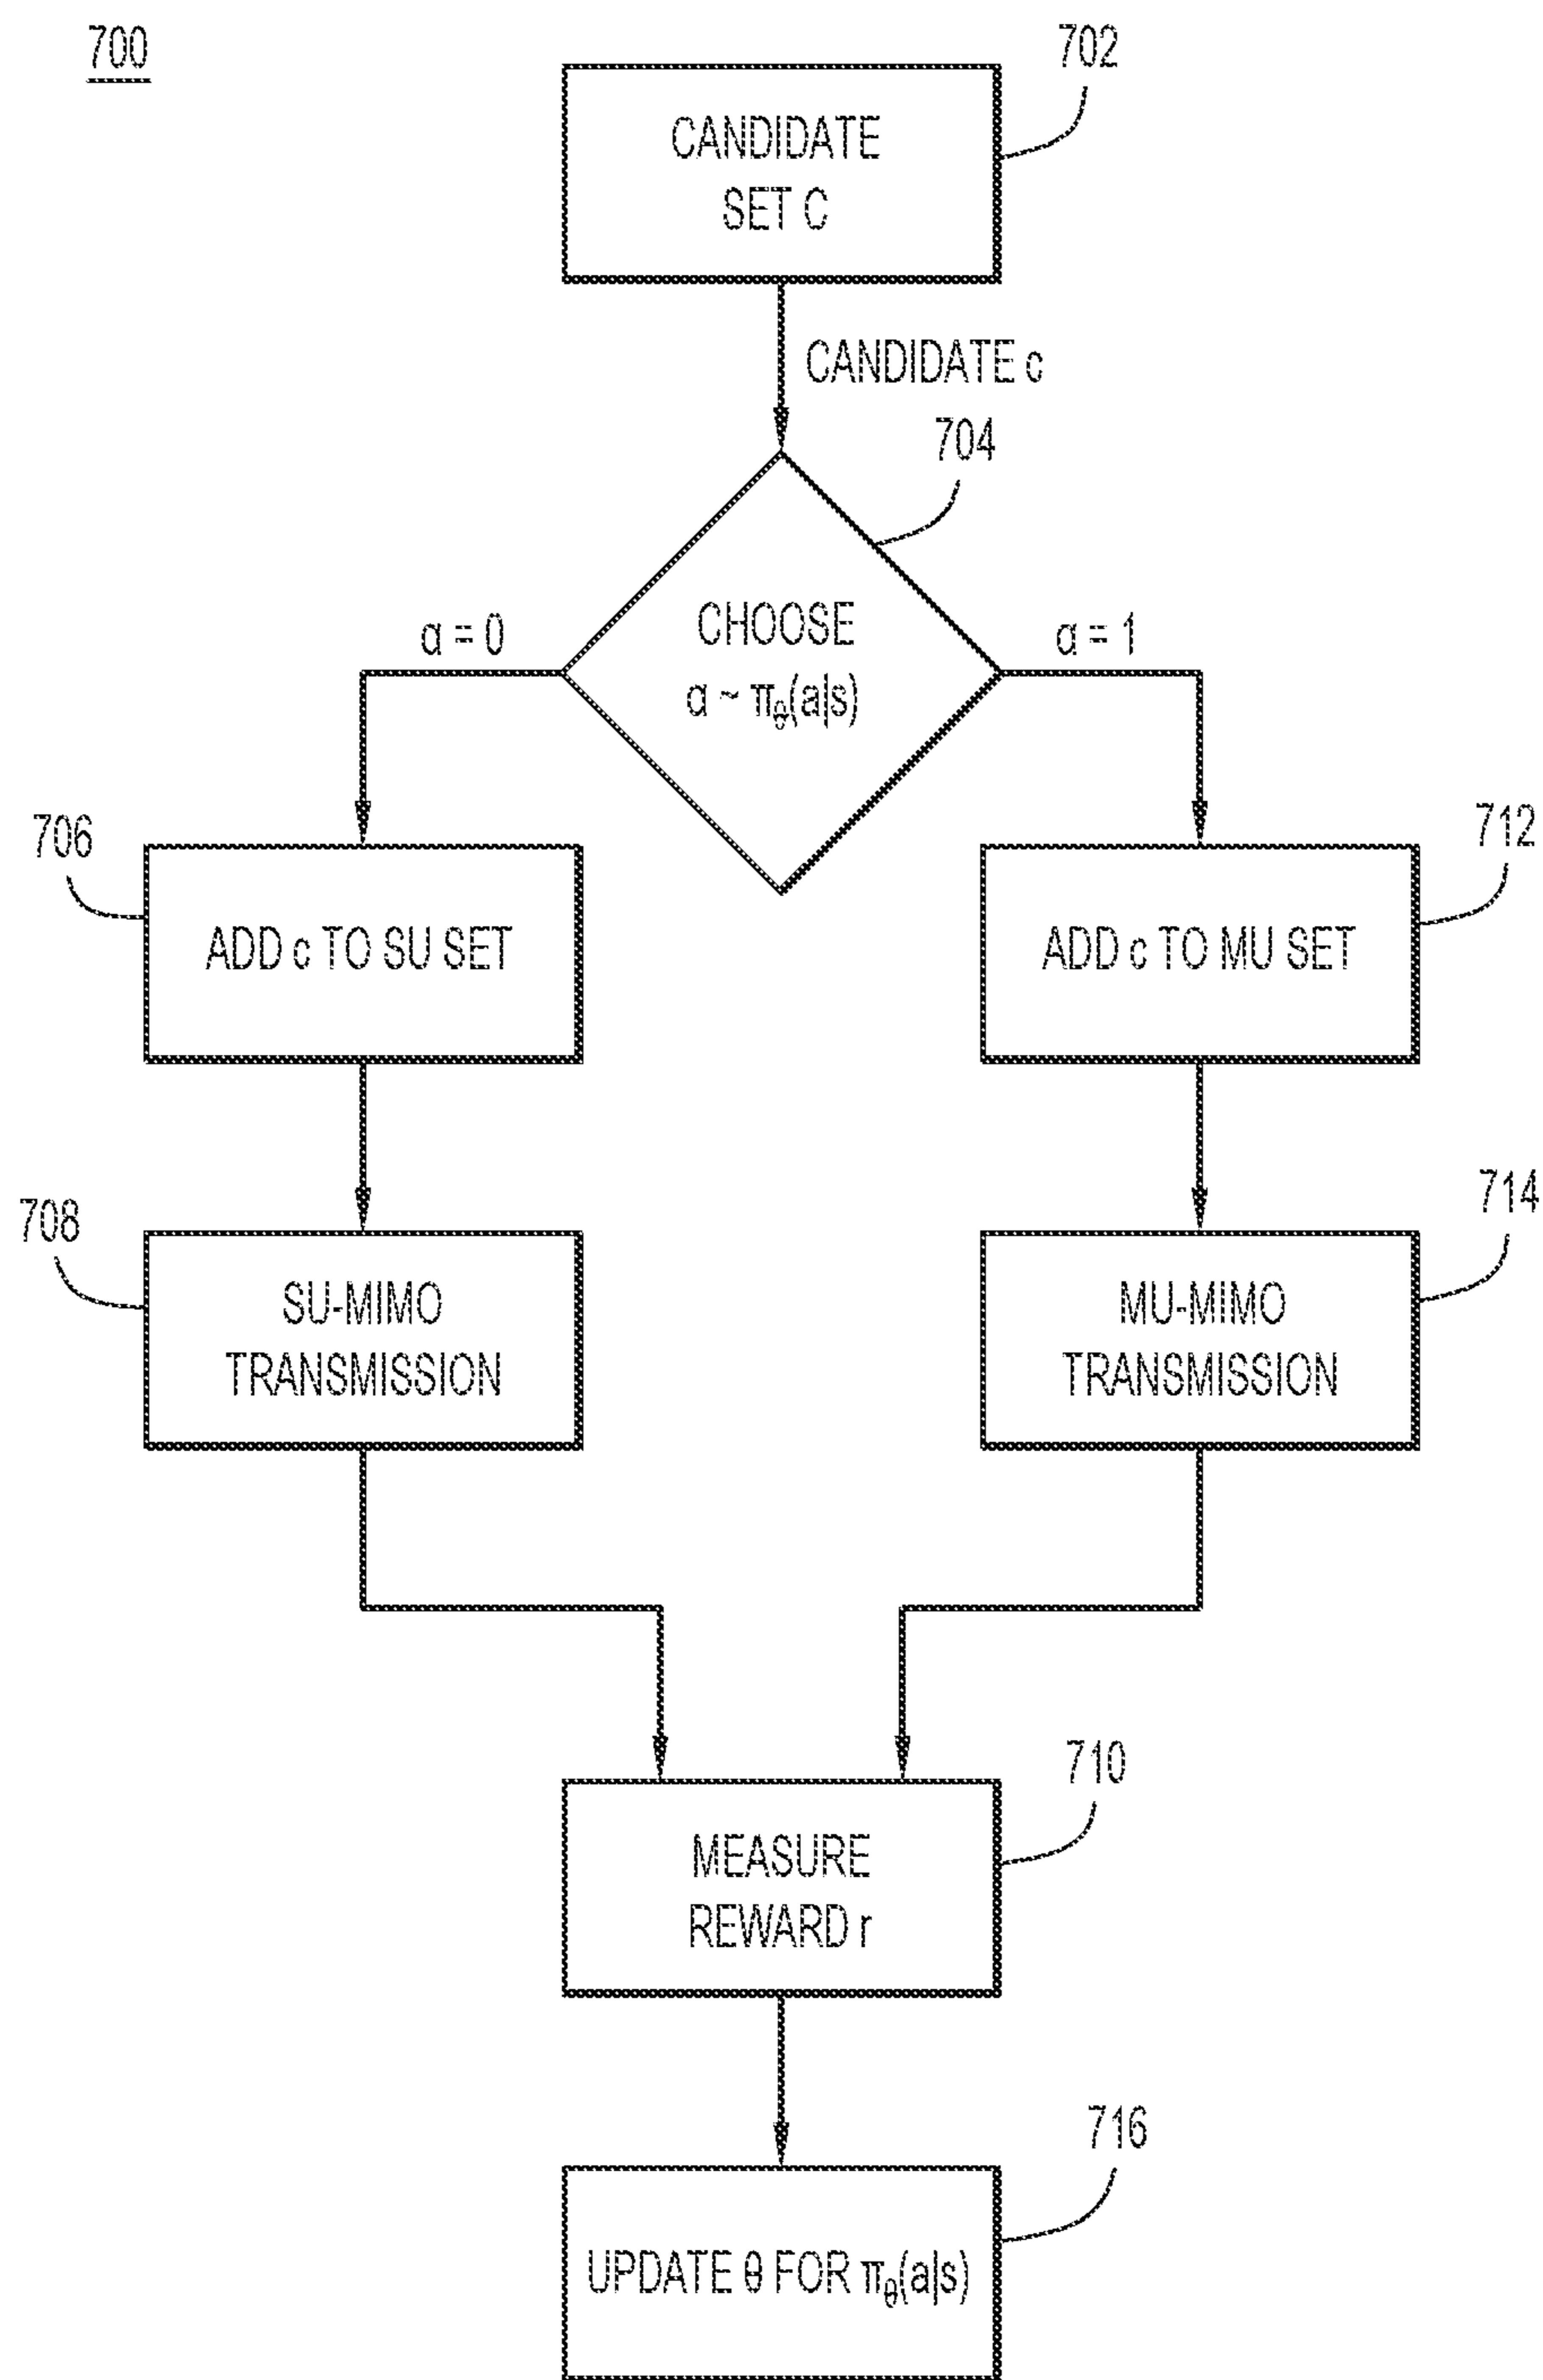 700
702
CANDIDATE
SET C
CANDIDATE c
704
CHOOSE
a ~ πθ(a|s)
a = 0
a = 1
706
ADD c TO SU SET
712
ADD c TO MU SET
708
SU-MIMO
TRANSMISSION
714
MU-MIMO
TRANSMISSION
710
MEASURE
REWARD r
716
UPDATE θ FOR πθ(a|s)